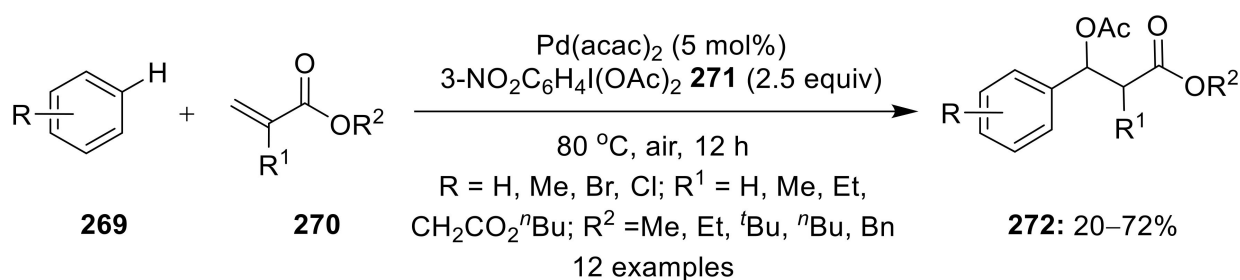 Pd(acac)₂ (5 mol%)
3-NO₂C₆H₄I(OAc)₂ 271 (2.5 equiv)
80 °C, air, 12 h
R = H, Me, Br, Cl; R¹ = H, Me, Et,
CH₂CO₂ⁿBu; R² =Me, Et, ᵗBu, ⁿBu, Bn
12 examples
R
H
+
O
OR²
R¹
269
270
OAc
O
OR²
R¹
R
272: 20–72%